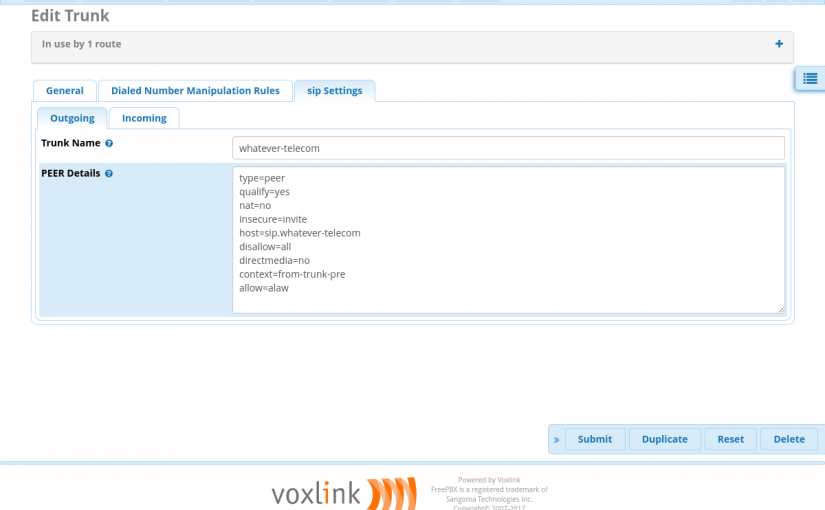 Edit Trunk
In use by 1 route
General
Dialed Number Manipulation Rules
sip Settings
Outgoing
Incoming
Trunk Name
whatever-telecom
PEER Details
type=peer
qualify=yes
nat=no
insecure=invite
host=sip.whatever-telecom
disallow=all
directmedia=no
context=from-trunk-pre
allow=alaw
» Submit Duplicate Reset Delete
voxlink
Powered by Voxlink
FreePBX is a registered trademark of
Sangoma Technologies Inc.
Copyright© 2007-2017